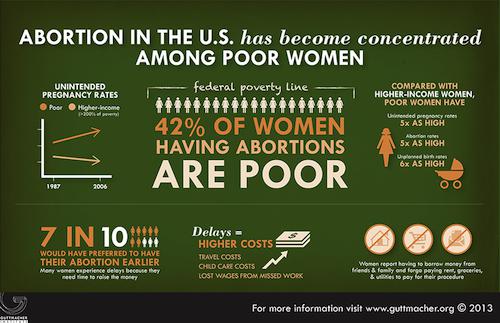 ABORTION IN THE U.S. has become concentrated
AMONG POOR WOMEN
UNINTENDED
PREGNANCY RATES
Poor Higher-income
(>200% of poverty)
1987 2006
federal poverty line
42% OF WOMEN
HAVING ABORTIONS
ARE POOR
COMPARED WITH
HIGHER-INCOME WOMEN,
POOR WOMEN HAVE
Unintended pregnancy rates
5x AS HIGH
Abortion rates
5x AS HIGH
Unplanned birth rates
6x AS HIGH
7 IN 10
WOULD HAVE PREFERRED TO HAVE
THEIR ABORTION EARLIER
Many women experience delays because they
need time to raise the money
Delays =
HIGHER COSTS
$
TRAVEL COSTS
CHILD CARE COSTS
LOST WAGES FROM MISSED WORK
Women report having to borrow money from
friends & family and forgo paying rent, groceries,
& utilities to pay for their procedure
GUTTMACHER
INSTITUTE
For more information visit www.guttmacher.org © 2013